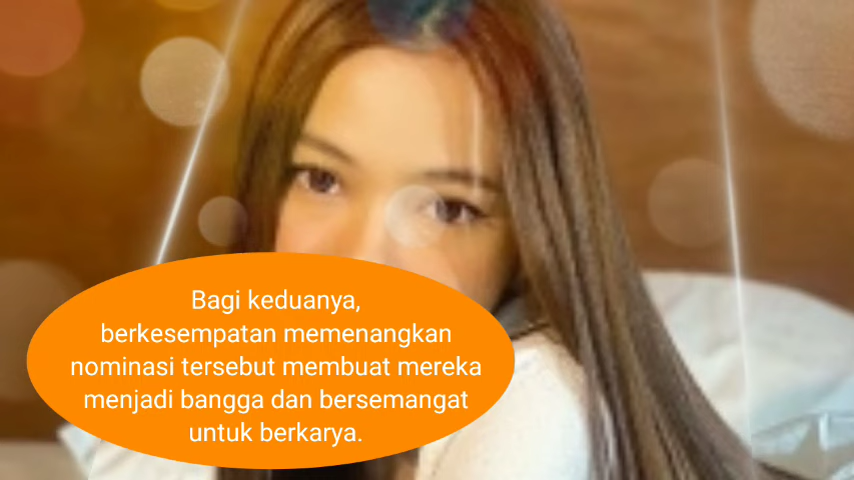 Bagi keduanya,
berkesempatan memenangkan
nominasi tersebut membuat mereka
menjadi bangga dan bersemangat
untuk berkarya.